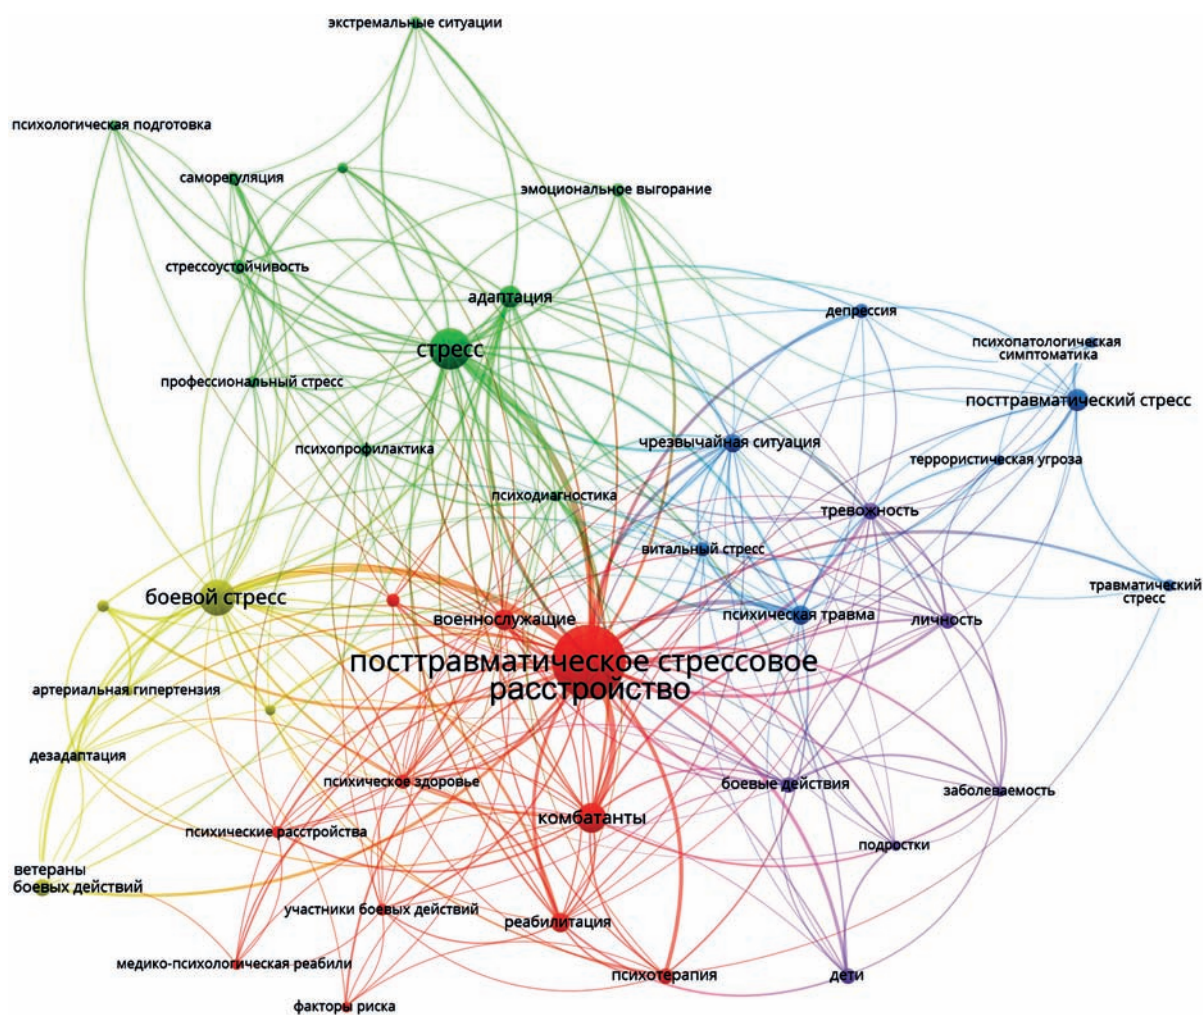 экстремальные ситуации
психологическая подготовка
саморегуляция
эмоциональное выгорание
стрессоустойчивость
адаптация
депрессия
психопатологическая
симптоматика
стресс
профессиональный стресс
посттравматический стресс
чрезвычайная ситуация
психопрофилактика
террористическая угроза
психодиагностика
тревожность
витальный стресс
травматический
стресс
боевой стресс
военнослужащие
психическая травма
личность
посттравматическое стрессовое
расстройство
артериальная гипертензия
дезадаптация
психическое здоровье
боевые действия
заболеваемость
комбатанты
психические расстройства
подростки
ветераны
боевых действий
участники боевых действий
реабилитация
медико-психологическая реабили
психотерапия
дети
факторы риска